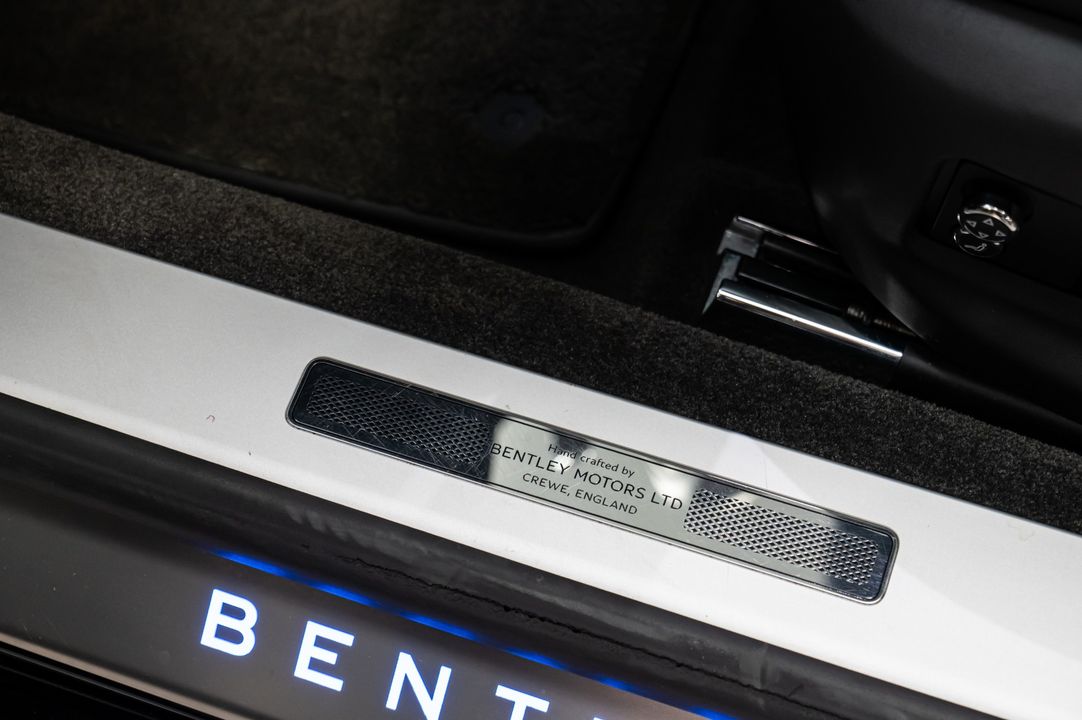 Hand crafted by
BENTLEY MOTORS LTD
CREWE, ENGLAND
BENT